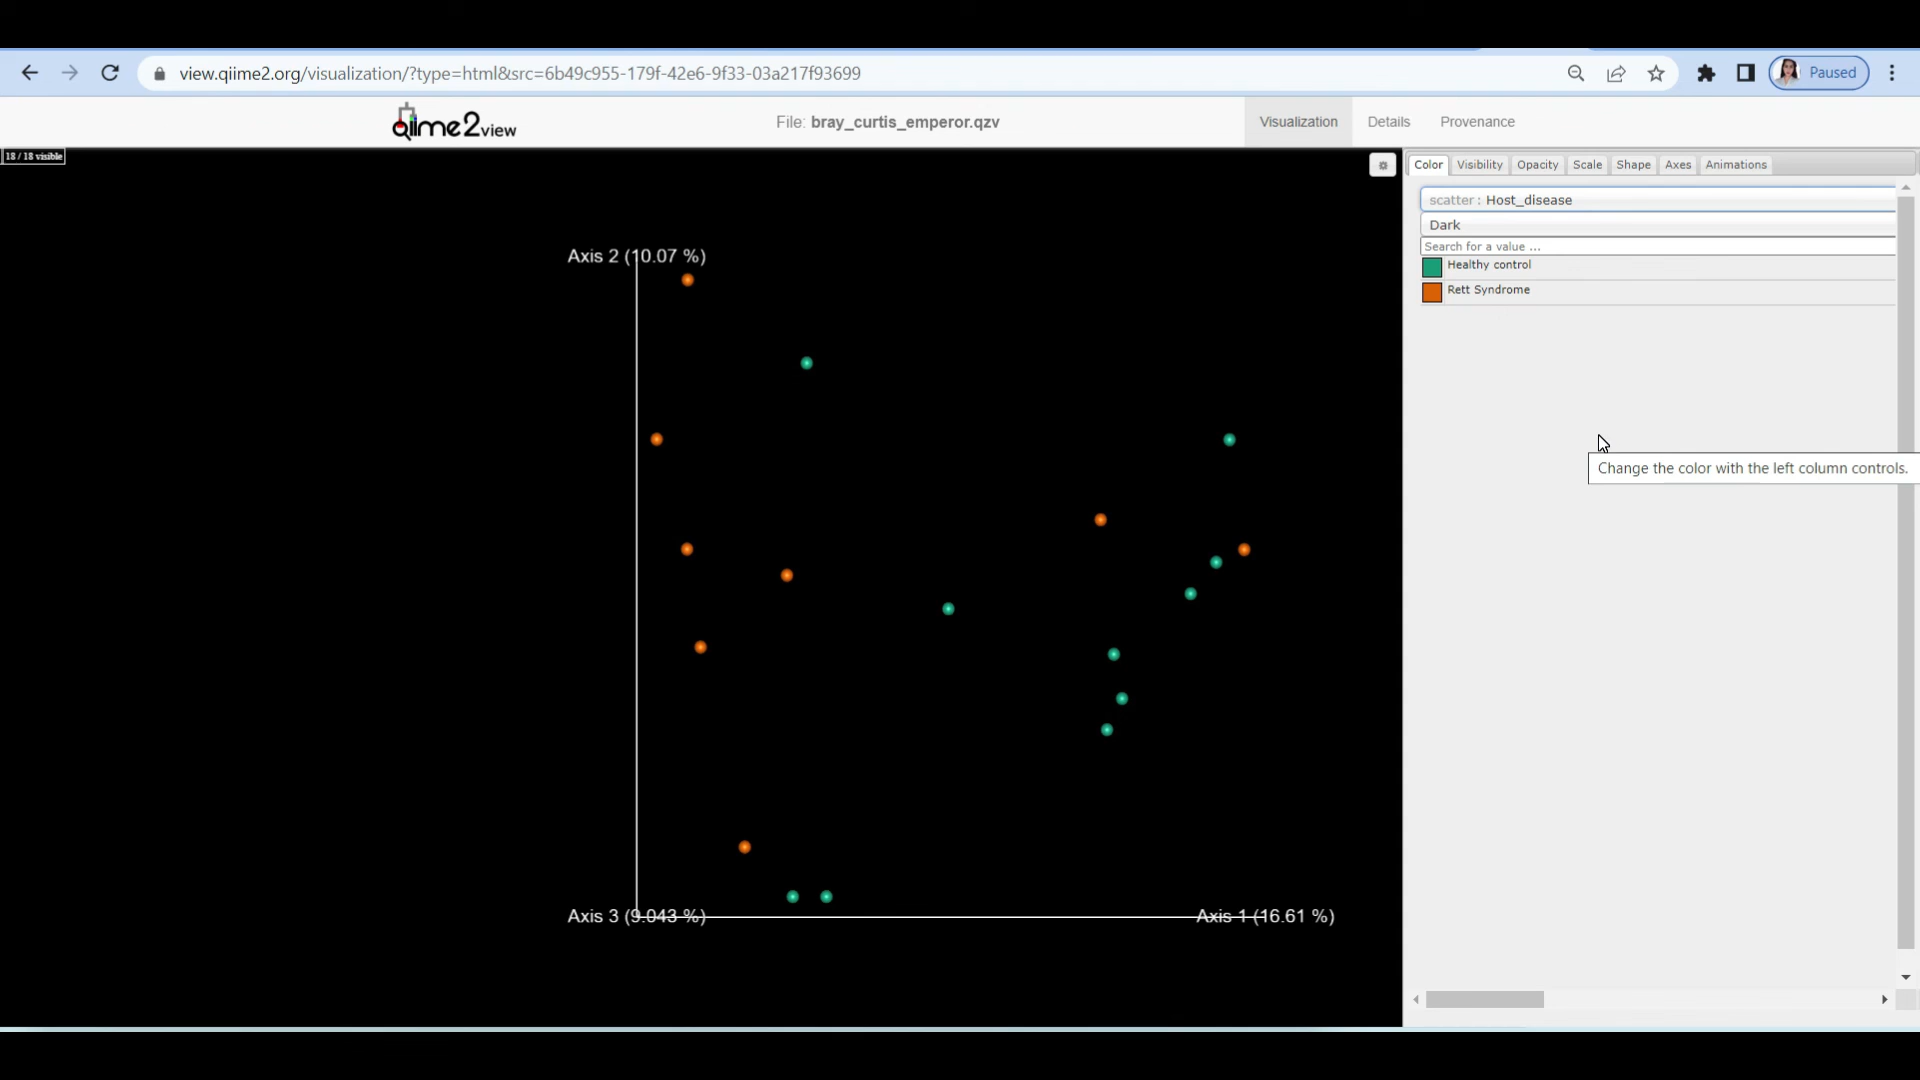 view.qiime2.org/visualization/?type=html&src=6b49c955-179f-42e6-9f33-03a217f93699
Paused
qiime2view
File: bray_curtis_emperor.qzv
Visualization
Details
Provenance
18 / 18 visible
Color
Visibility
Opacity
Scale
Shape
Axes
Animations
scatter : Host_disease
Dark
Search for a value ...
Healthy control
Rett Syndrome
Axis 2 (10.07 %)
Change the color with the left column controls.
Axis 3 (9.043 %)
Axis 1 (16.61 %)